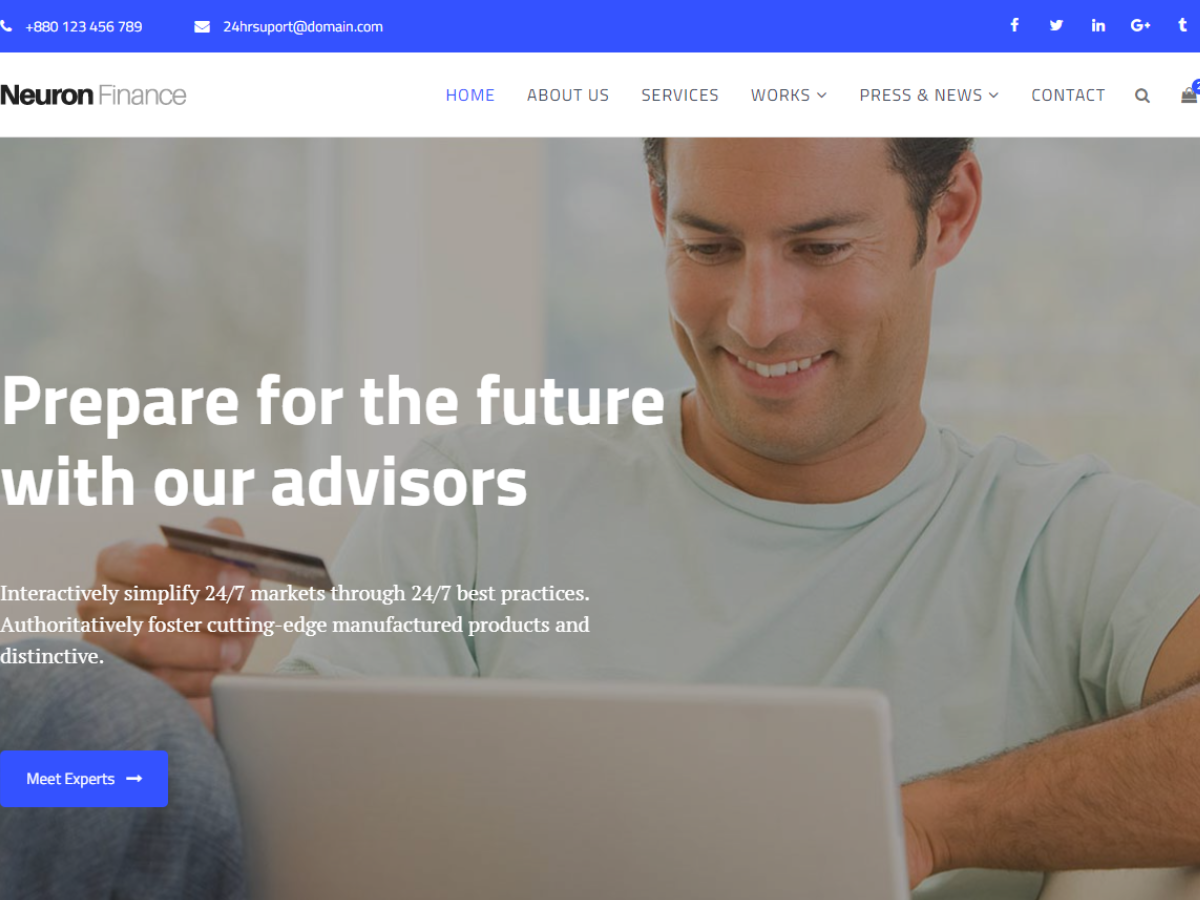 +880 123 456 789 24hrsuport@domain.com
Neuron Finance HOME ABOUT US SERVICES WORKS PRESS & NEWS CONTACT
Prepare for the future
with our advisors
Interactively simplify 24/7 markets through 24/7 best practices.
Authoritatively foster cutting-edge manufactured products and
distinctive.
Meet Experts